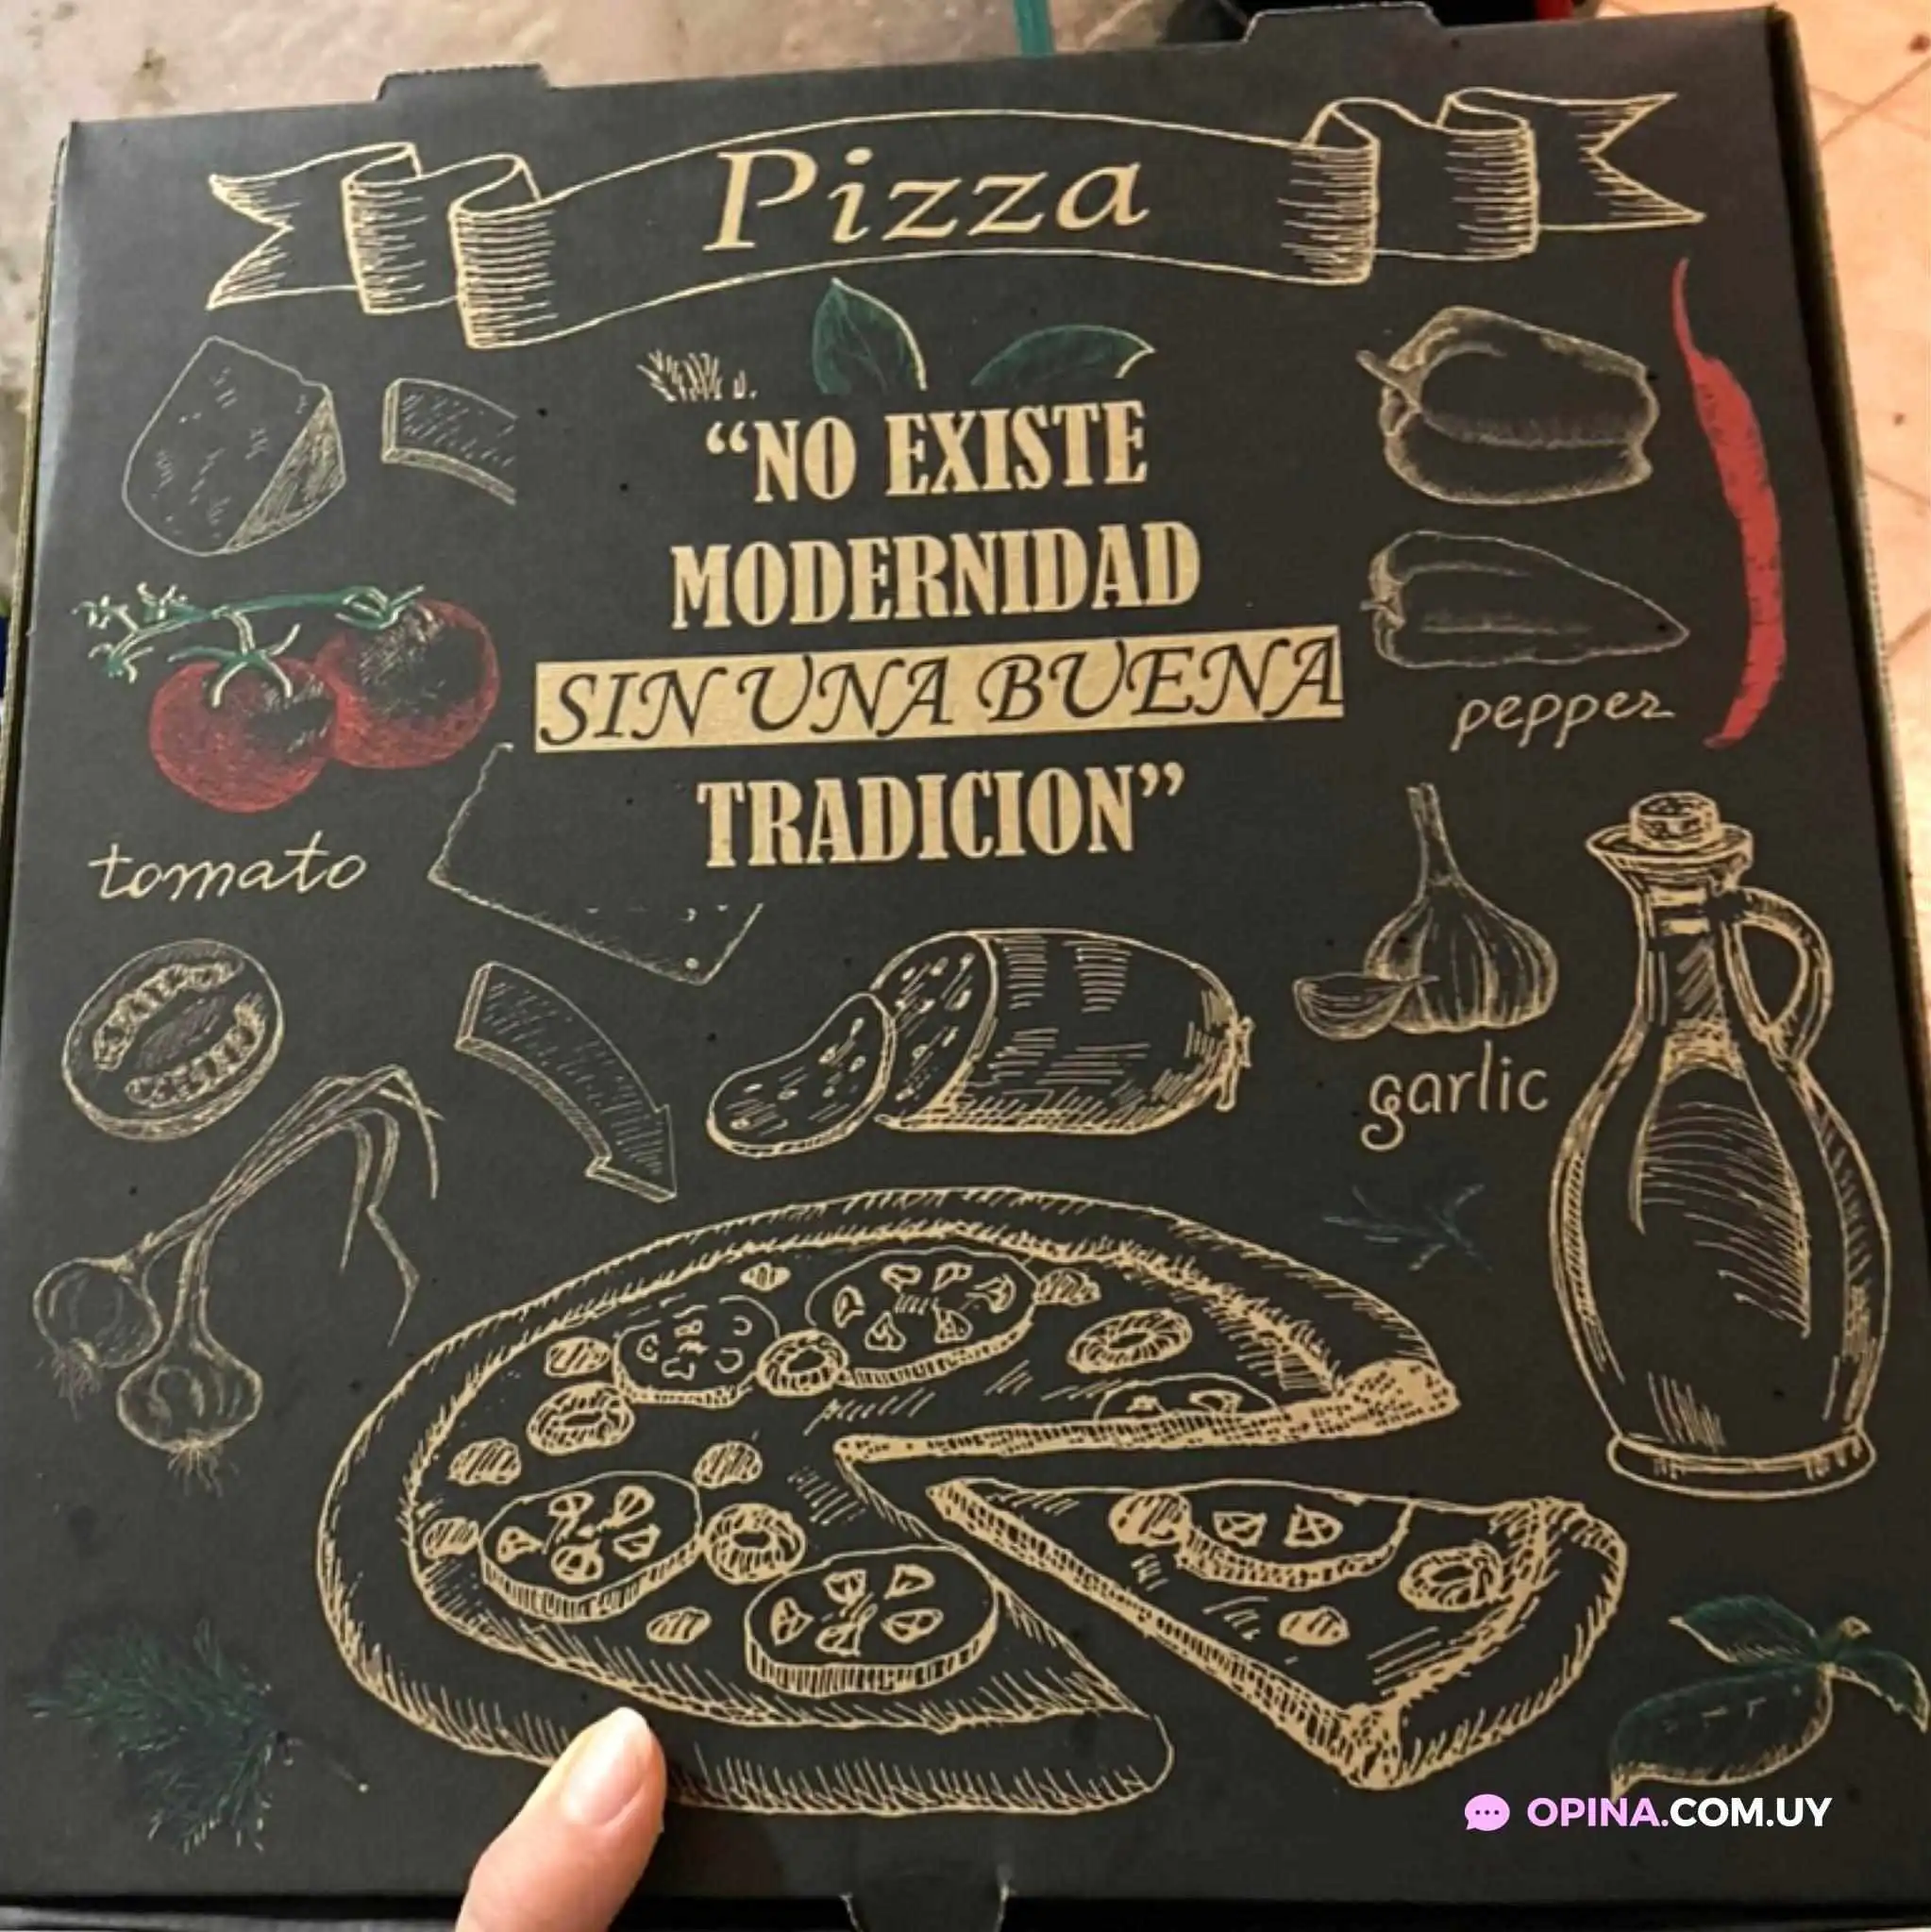 Pizza
“NO EXISTE
MODERNIDAD
SIN UNA BUENA
TRADICION”
pepper
tomato
garlic
OPINA.COM.UY